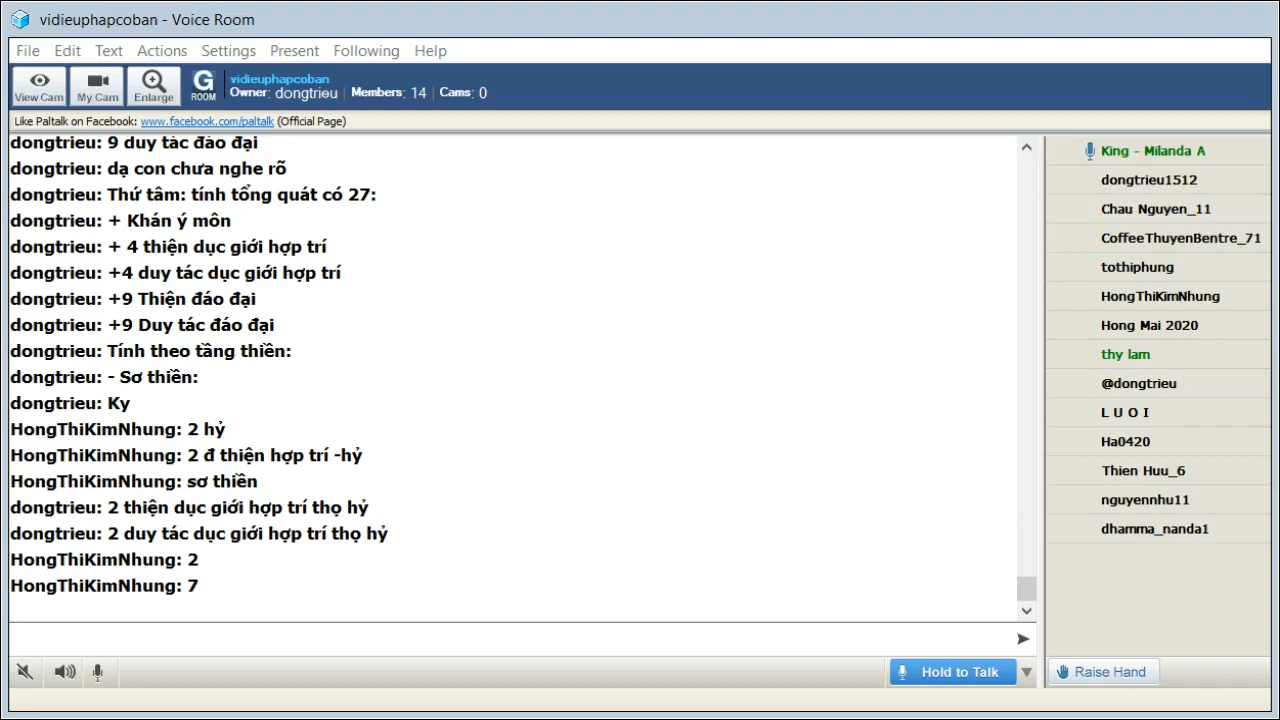 vidieuphapcoban - Voice Room
File Edit Text Actions Settings Present Following Help
View Cam My Cam Enlarge G ROOM vidieuphapcoban
Owner: dongtrieu | Members: 14 | Cams: 0
Like Paltalk on Facebook: www.facebook.com/paltalk (Official Page)
dongtrieu: 9 duy tác đáo đại
dongtrieu: dạ con chưa nghe rõ
dongtrieu: Thứ tâm: tính tổng quát có 27:
dongtrieu: + Khán ý môn
dongtrieu: + 4 thiện dục giới hợp trí
dongtrieu: +4 duy tác dục giới hợp trí
dongtrieu: +9 Thiện đáo đại
dongtrieu: +9 Duy tác đáo đại
dongtrieu: Tính theo tầng thiền:
dongtrieu: - Sơ thiền:
dongtrieu: Ky
HongThiKimNhung: 2 hỷ
HongThiKimNhung: 2 đ thiện hợp trí -hỷ
HongThiKimNhung: sơ thiền
dongtrieu: 2 thiện dục giới hợp trí thọ hỷ
dongtrieu: 2 duy tác dục giới hợp trí thọ hỷ
HongThiKimNhung: 2
HongThiKimNhung: 7
King - Milanda A
dongtrieu1512
Chau Nguyen_11
CoffeeThuyenBentre_71
tothiphung
HongThiKimNhung
Hong Mai 2020
thy lam
@dongtrieu
L U O I
Ha0420
Thien Huu_6
nguyennhu11
dhamma_nanda1
Hold to Talk
Raise Hand